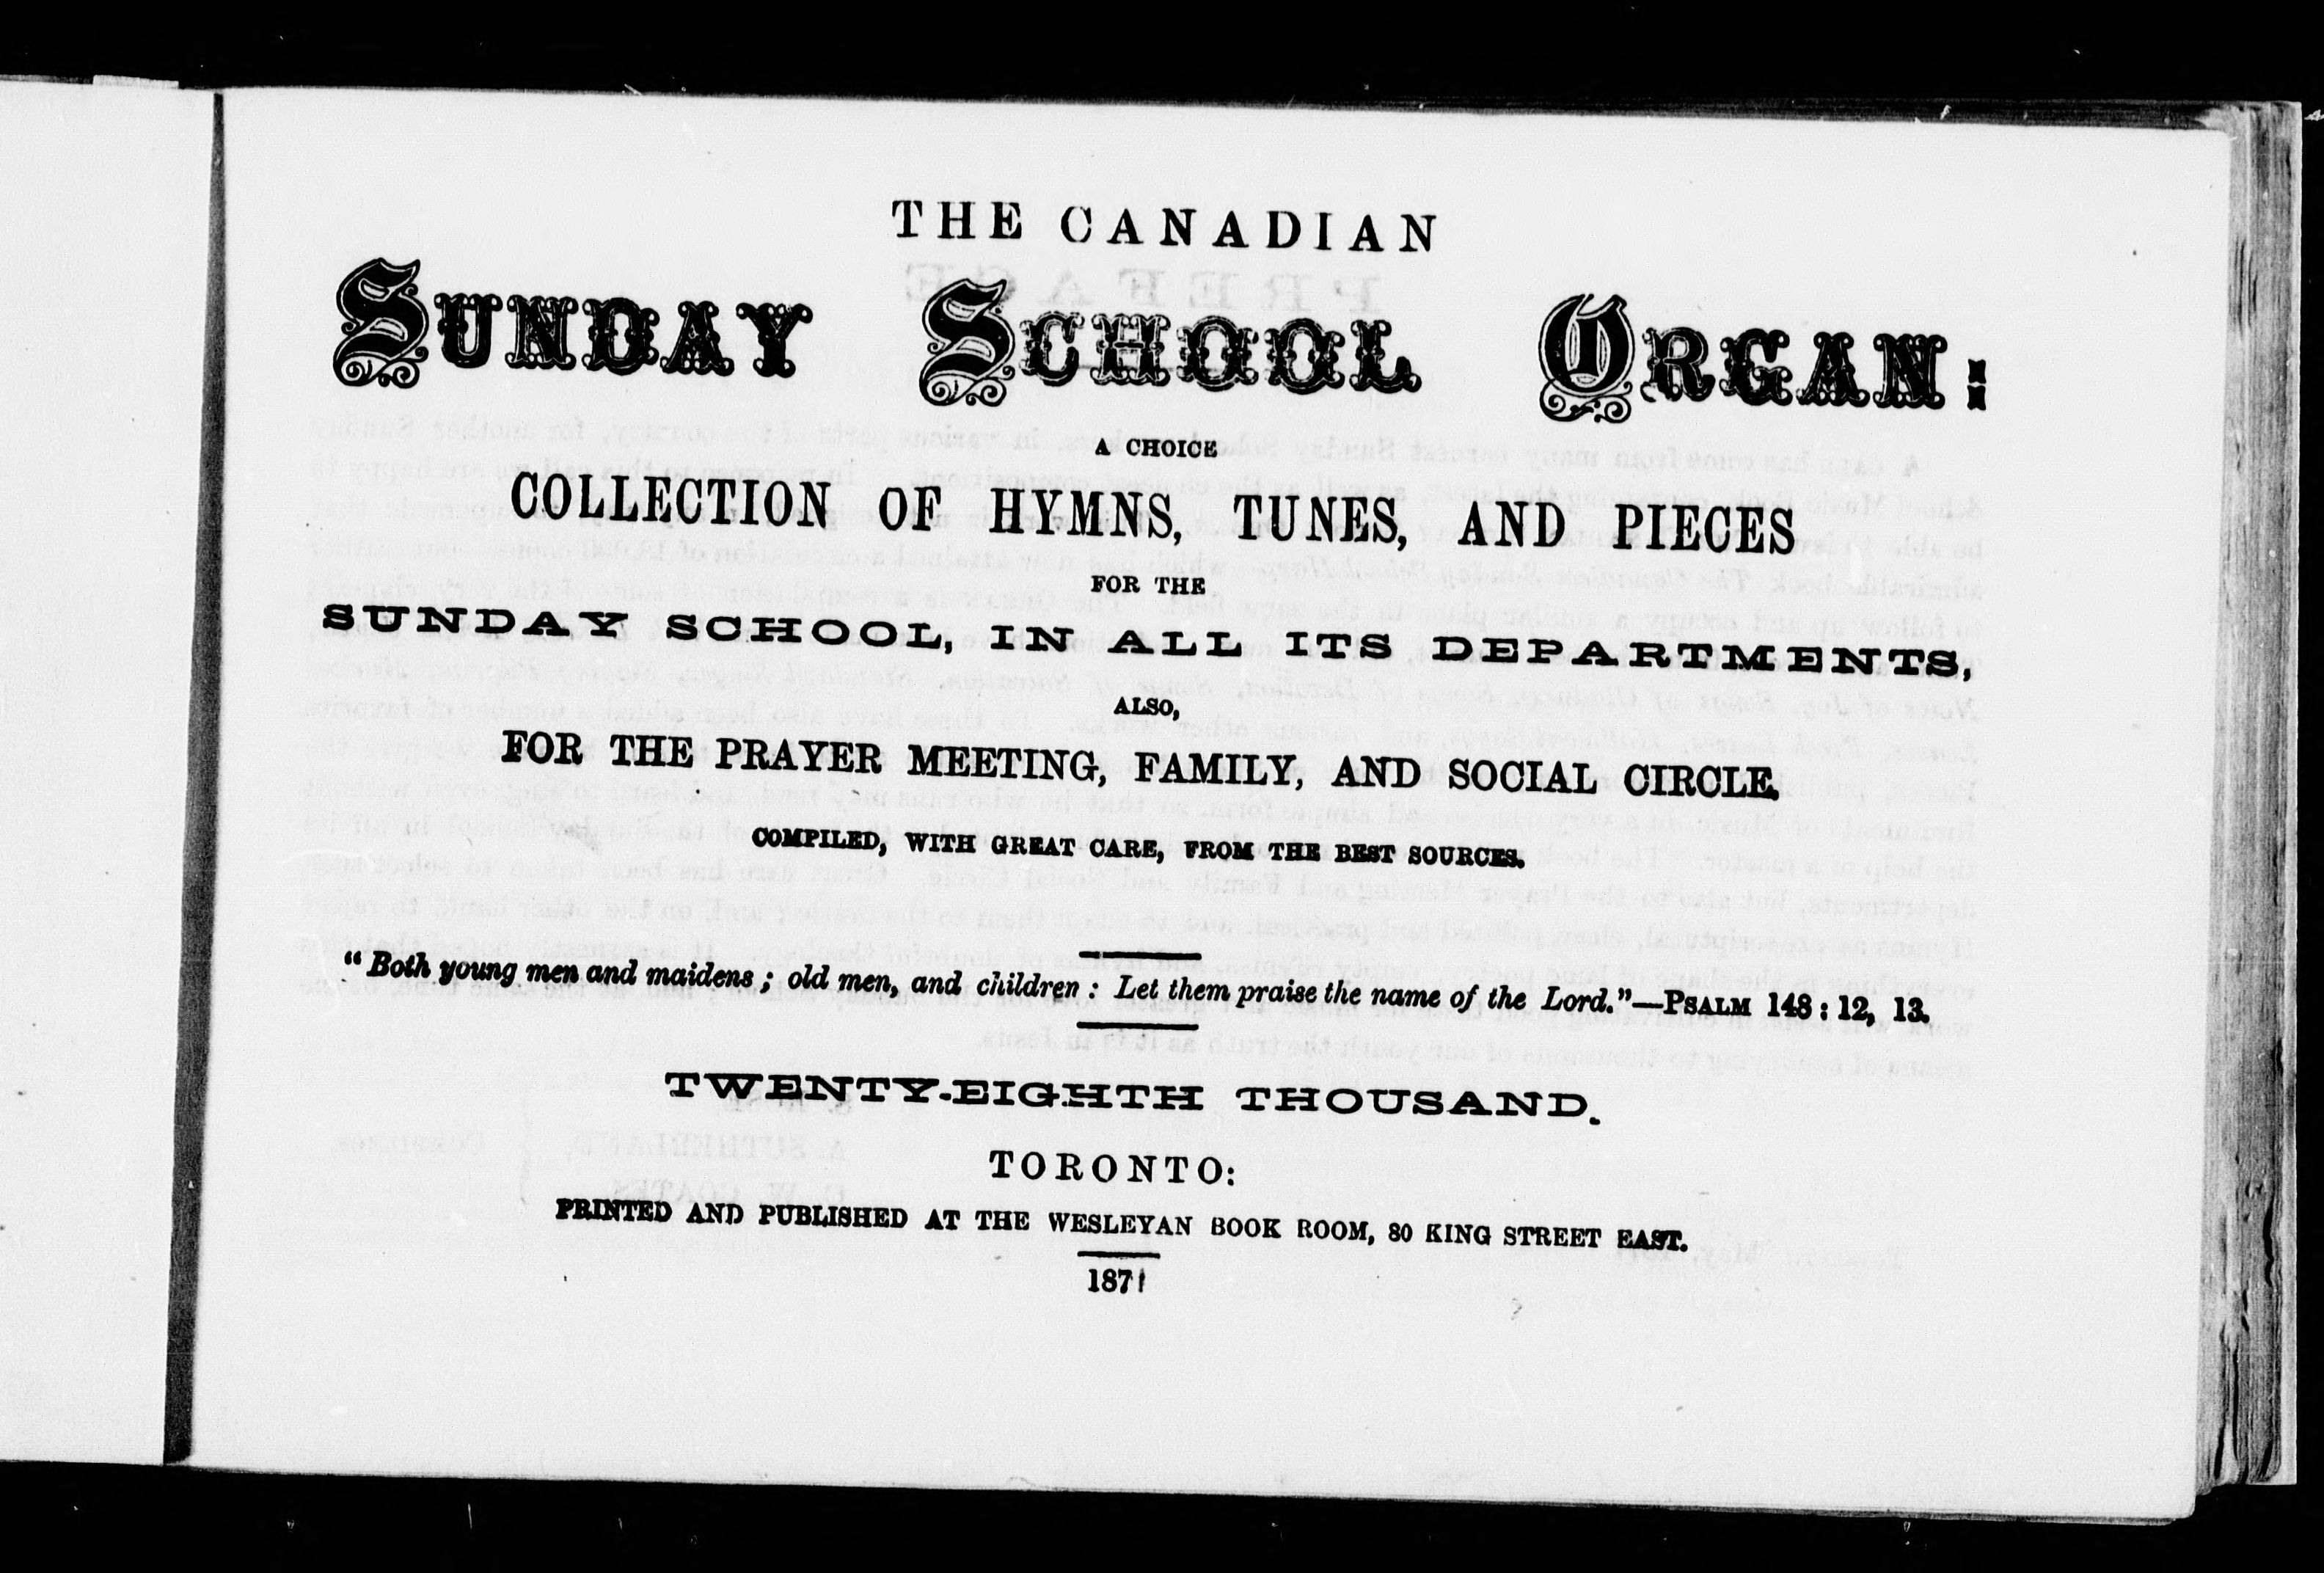 THE CANADIAN
SUNDAY SCHOOL ORGAN:
A CHOICE
COLLECTION OF HYMNS, TUNES, AND PIECES
FOR THE
SUNDAY SCHOOL, IN ALL ITS DEPARTMENTS,
ALSO,
FOR THE PRAYER MEETING, FAMILY, AND SOCIAL CIRCLE.
COMPILED, WITH GREAT CARE, FROM THE BEST SOURCES.
"Both young men and maidens; old men, and children: Let them praise the name of the Lord."—PSALM 148: 12, 13.
TWENTY-EIGHTH THOUSAND.
TORONTO:
PRINTED AND PUBLISHED AT THE WESLEYAN BOOK ROOM, 80 KING STREET EAST.
1871